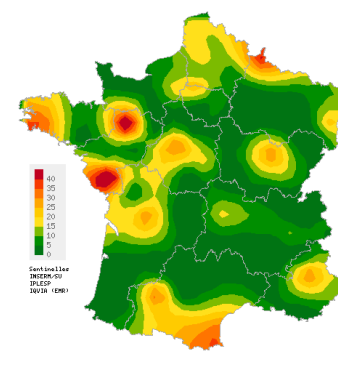 40
35
30
25
20
15
10
5
0
Sentinelles
INSERM/SU
IPLESP
IQVIA (EMR)